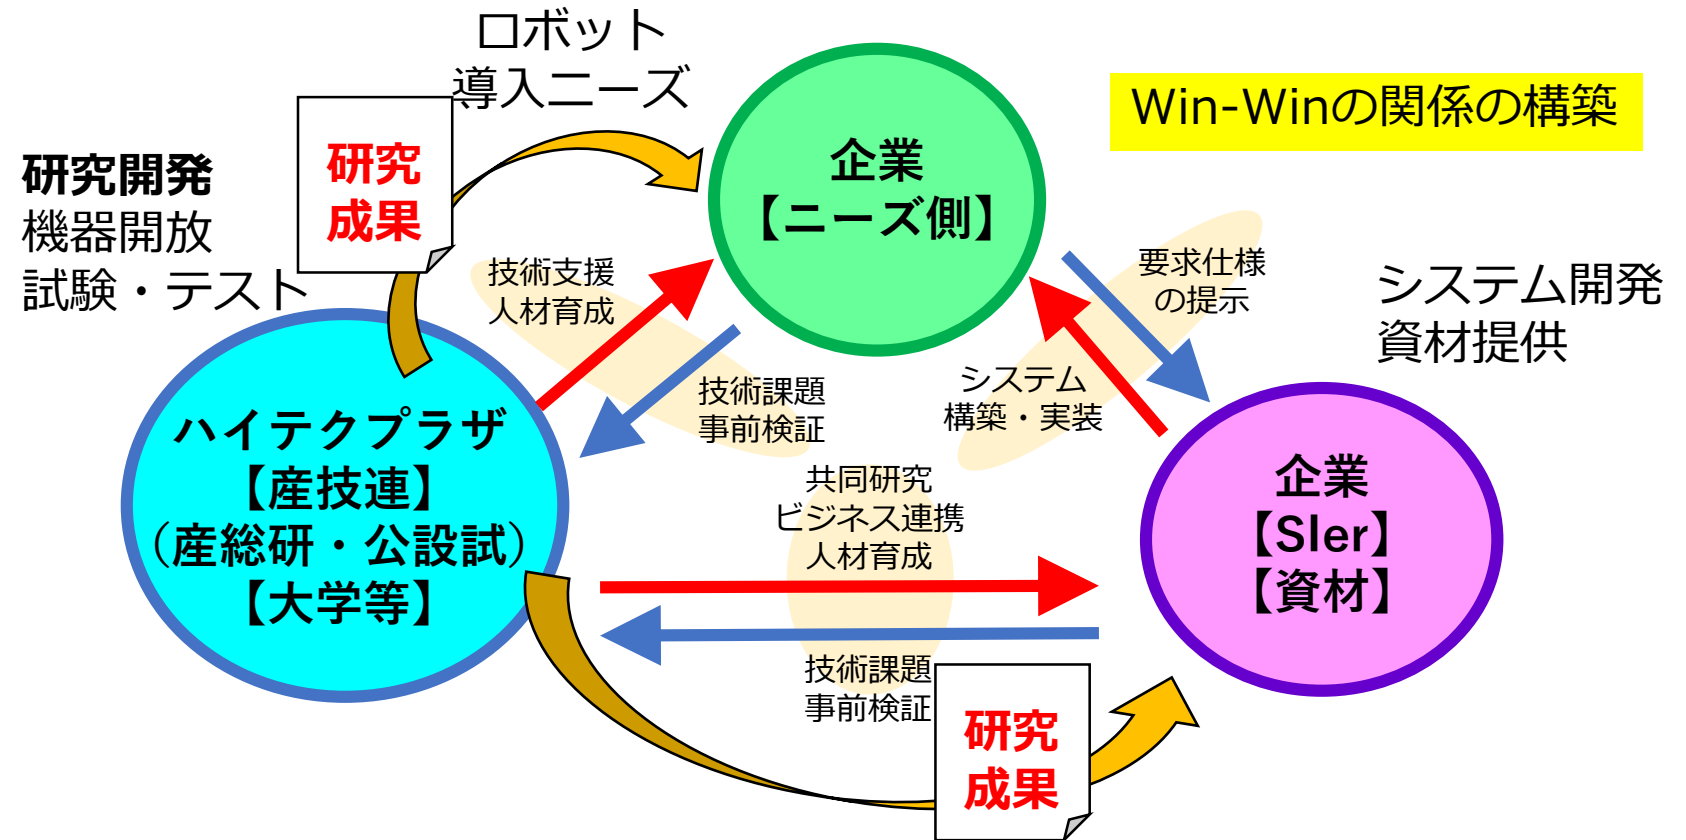 ロボット
導入ニーズ
Win-Winの関係の構築
研究開発
機器開放
試験・テスト
研究
成果
企業
【ニーズ側】
技術支援
人材育成
要求仕様
の提示
システム開発
資材提供
技術課題
事前検証
システム
構築・実装
ハイテクプラザ
【産技連】
（産総研・公設試）
【大学等】
共同研究
ビジネス連携
人材育成
企業
【SIer】
【資材】
技術課題
事前検証
研究
成果